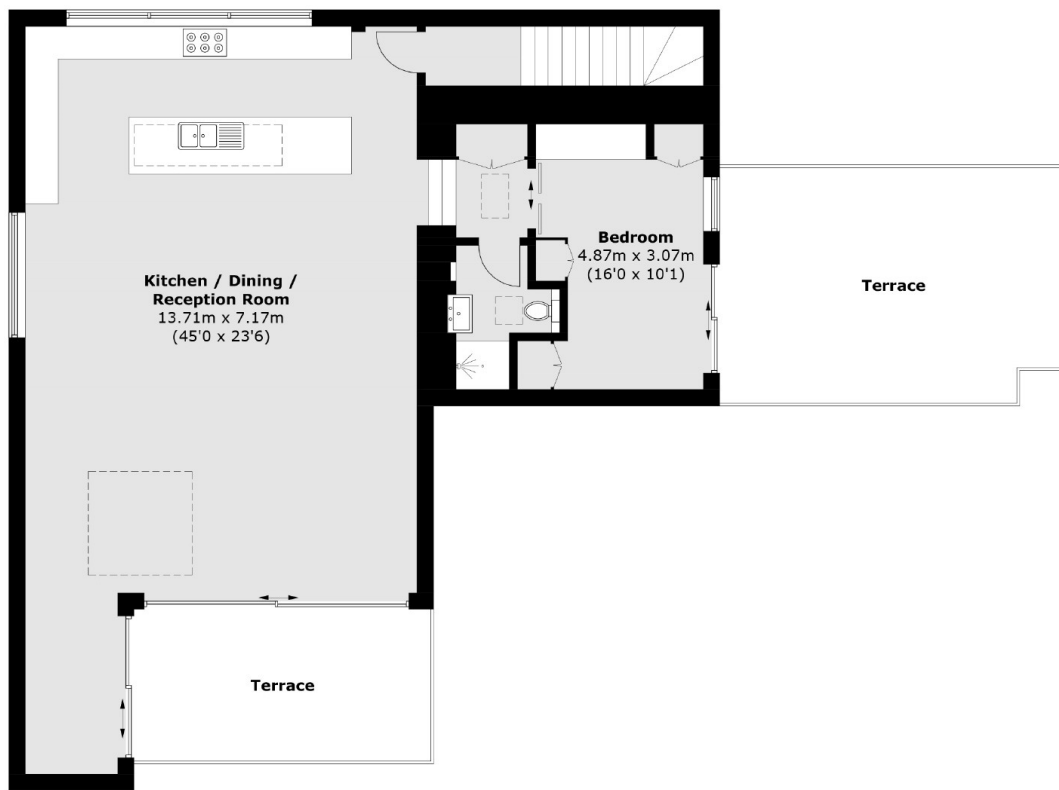 Kitchen / Dining /
Reception Room
13.71m x 7.17m
(45'0 x 23'6)
Bedroom
4.87m x 3.07m
(16'0 x 10'1)
Terrace
Terrace